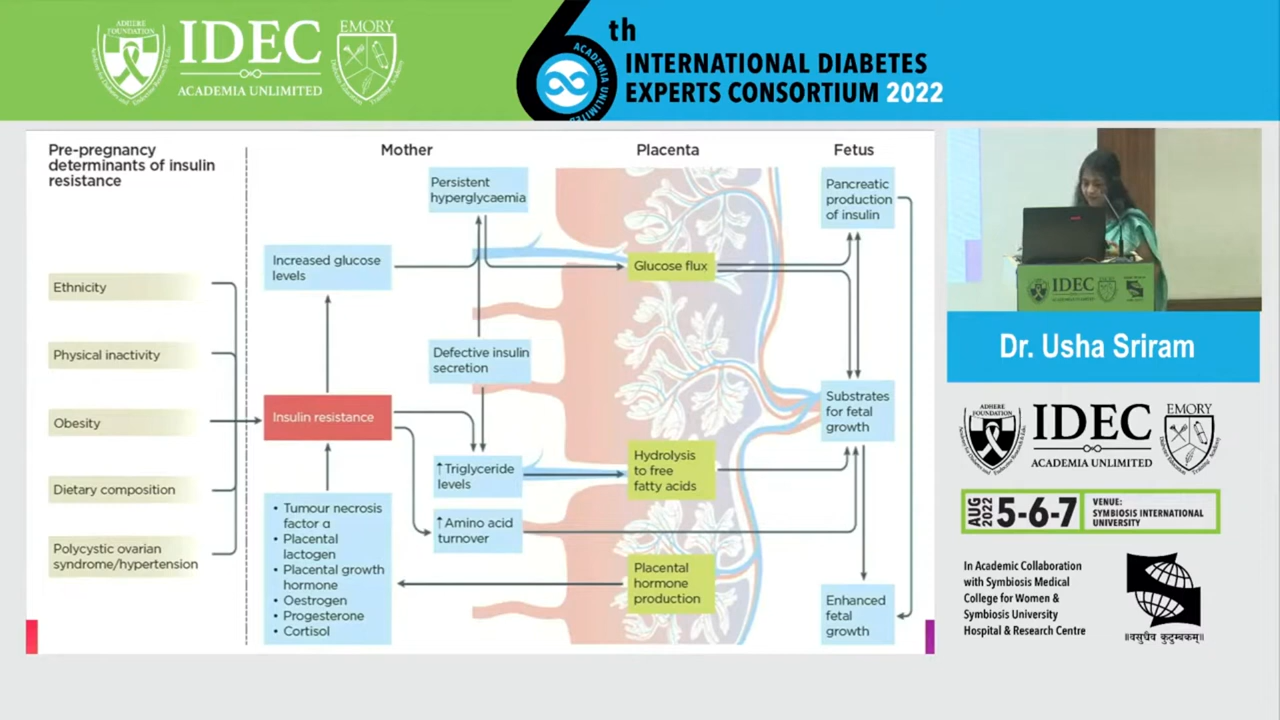 ADHERE
FOUNDATION
IDEC
ACADEMIA UNLIMITED
EMORY
6th
INTERNATIONAL DIABETES
EXPERTS CONSORTIUM 2022
ACADEMIA UNLIMITED
Pre-pregnancy
determinants of insulin
resistance
Mother
Placenta
Fetus
Ethnicity
Physical inactivity
Obesity
Dietary composition
Polycystic ovarian
syndrome/hypertension
Increased glucose
levels
Insulin resistance
• Tumour necrosis
factor α
• Placental
lactogen
• Placental growth
hormone
• Oestrogen
• Progesterone
• Cortisol
Persistent
hyperglycaemia
Defective insulin
secretion
↑Triglyceride
levels
↑Amino acid
turnover
Glucose flux
Hydrolysis
to free
fatty acids
Placental
hormone
production
Pancreatic
production
of insulin
Substrates
for fetal
growth
Enhanced
fetal
growth
IDEC
Dr. Usha Sriram
ADHERE
FOUNDATION
IDEC
ACADEMIA UNLIMITED
EMORY
AUG
2022
5-6-7
VENUE:
SYMBIOSIS INTERNATIONAL
UNIVERSITY
In Academic Collaboration
with Symbiosis Medical
College for Women &
Symbiosis University
Hospital & Research Centre
॥वसुधैव कुटुम्बकम्॥